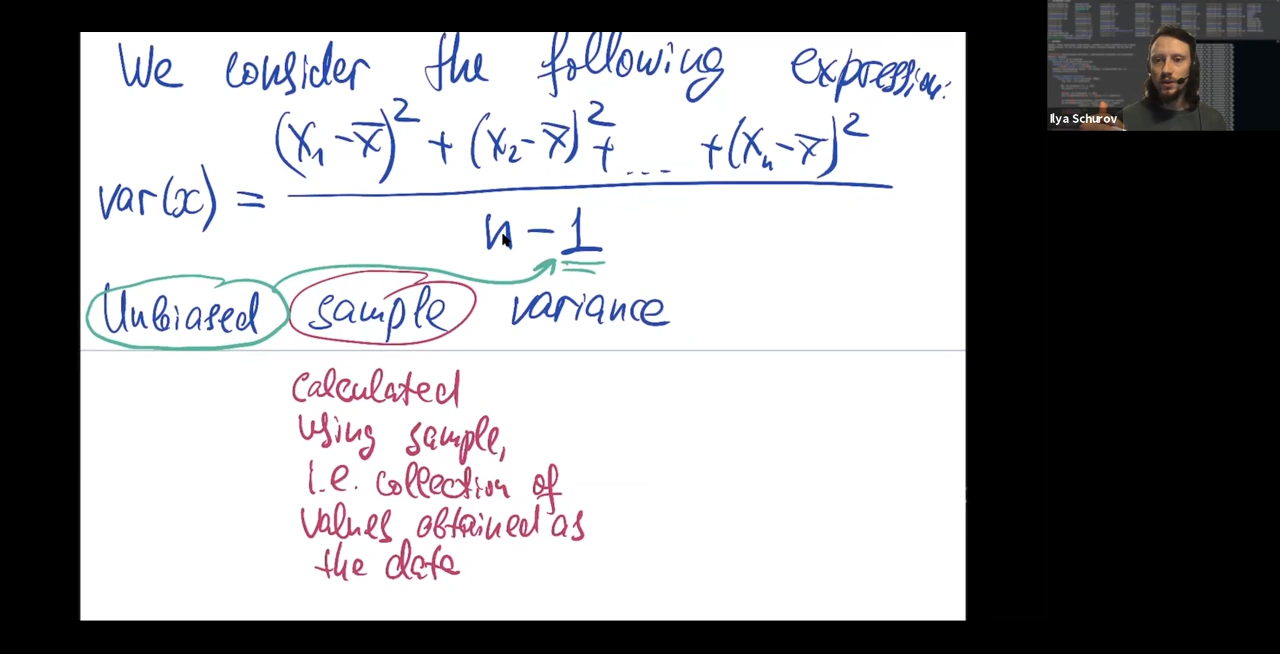 We consider the following expression:
var(x) = (x₁ - x̄)² + (x₂ - x̄)² + ... + (xₙ - x̄)² / n - 1
Unbiased sample variance
calculated
using sample,
i.e. collection of
values obtained as
the data
Ilya Schurov